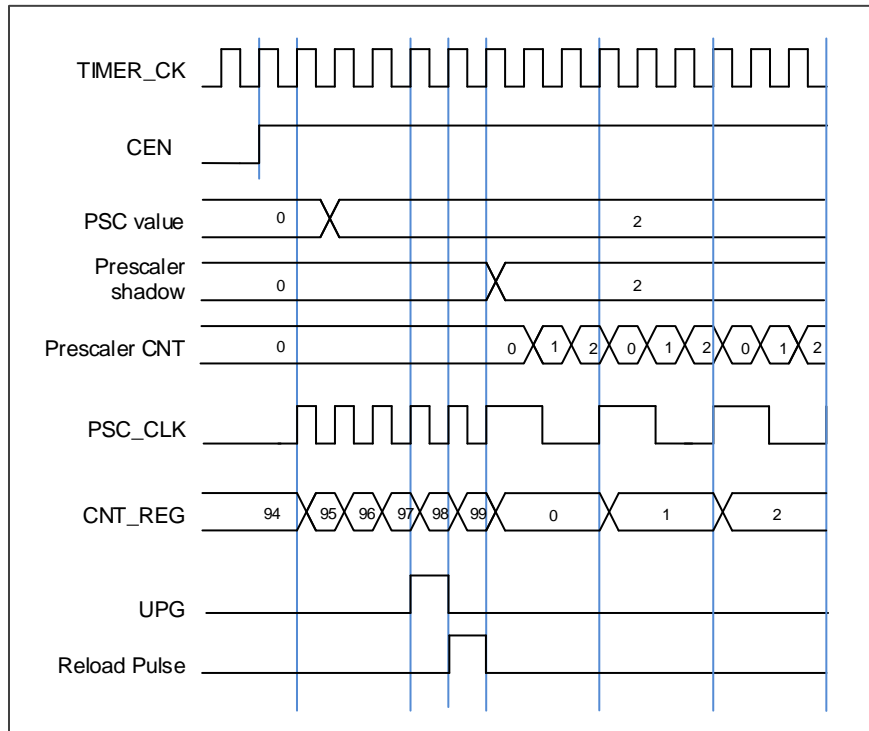 TIMER_CK
CEN
PSC value 0 2
Prescaler
shadow 0 2
Prescaler CNT 0 0 1 2 0 1 2 0 1 2
PSC_CLK
CNT_REG 94 95 96 97 98 99 0 1 2
UPG
Reload Pulse